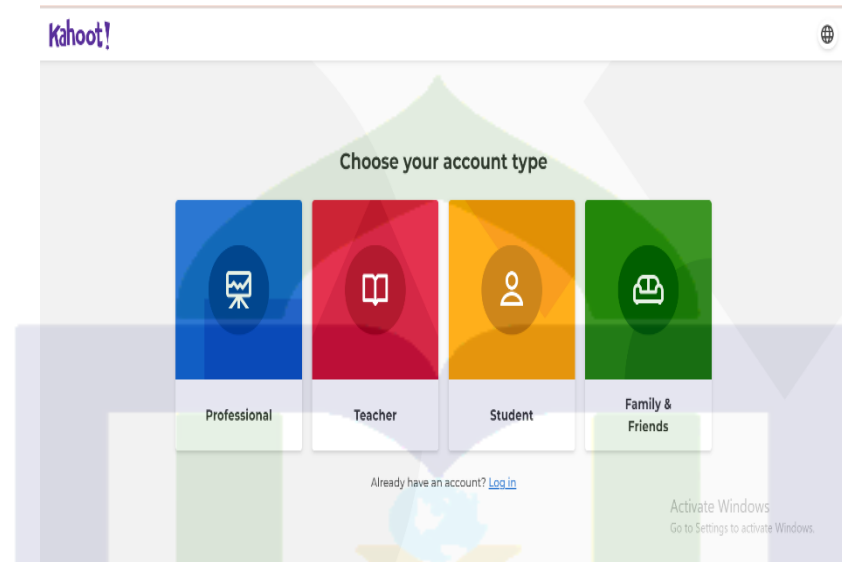 Kahoot!
Choose your account type
Professional
Teacher
Student
Family &
Friends
Already have an account? Log in
Activate Windows
Go to Settings to activate Windows.